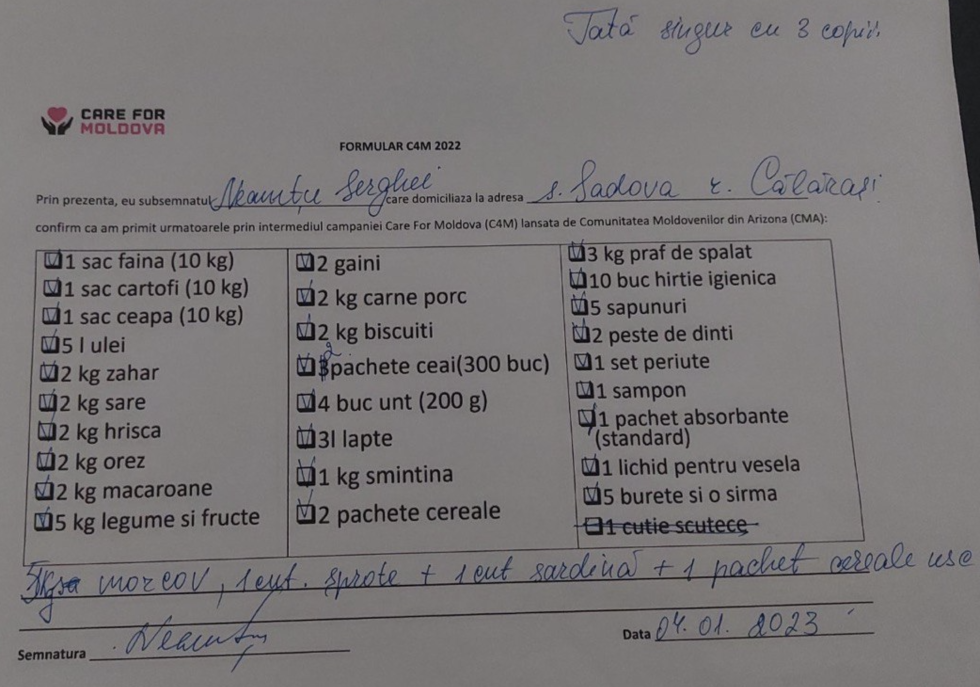 Tată singur cu 3 copii.
CARE FOR
MOLDOVA
FORMULAR C4M 2022
Prin prezenta, eu subsemnatul Neamțu Serghei care domiciliaza la adresa s. Sadova r. Călărași
confirm ca am primit urmatoarele prin intermediul campaniei Care For Moldova (C4M) lansata de Comunitatea Moldovenilor din Arizona (CMA):
1 sac faina (10 kg)
1 sac cartofi (10 kg)
1 sac ceapa (10 kg)
5 l ulei
2 kg zahar
2 kg sare
2 kg hrisca
2 kg orez
2 kg macaroane
5 kg legume si fructe
2 gaini
2 kg carne porc
2 kg biscuiti
2
3 pachete ceai(300 buc)
4 buc unt (200 g)
3l lapte
1 kg smintina
2 pachete cereale
3 kg praf de spalat
10 buc hirtie igienica
5 sapunuri
2 peste de dinti
1 set periute
1 sampon
1 pachet absorbante
(standard)
1 lichid pentru vesela
5 burete si o sirma
1 cutie scutece
morcov, 1 cut. sprote + 1 cut sardină + 1 pachet cereale
Semnatura Neamțu
Data 04.01.2023